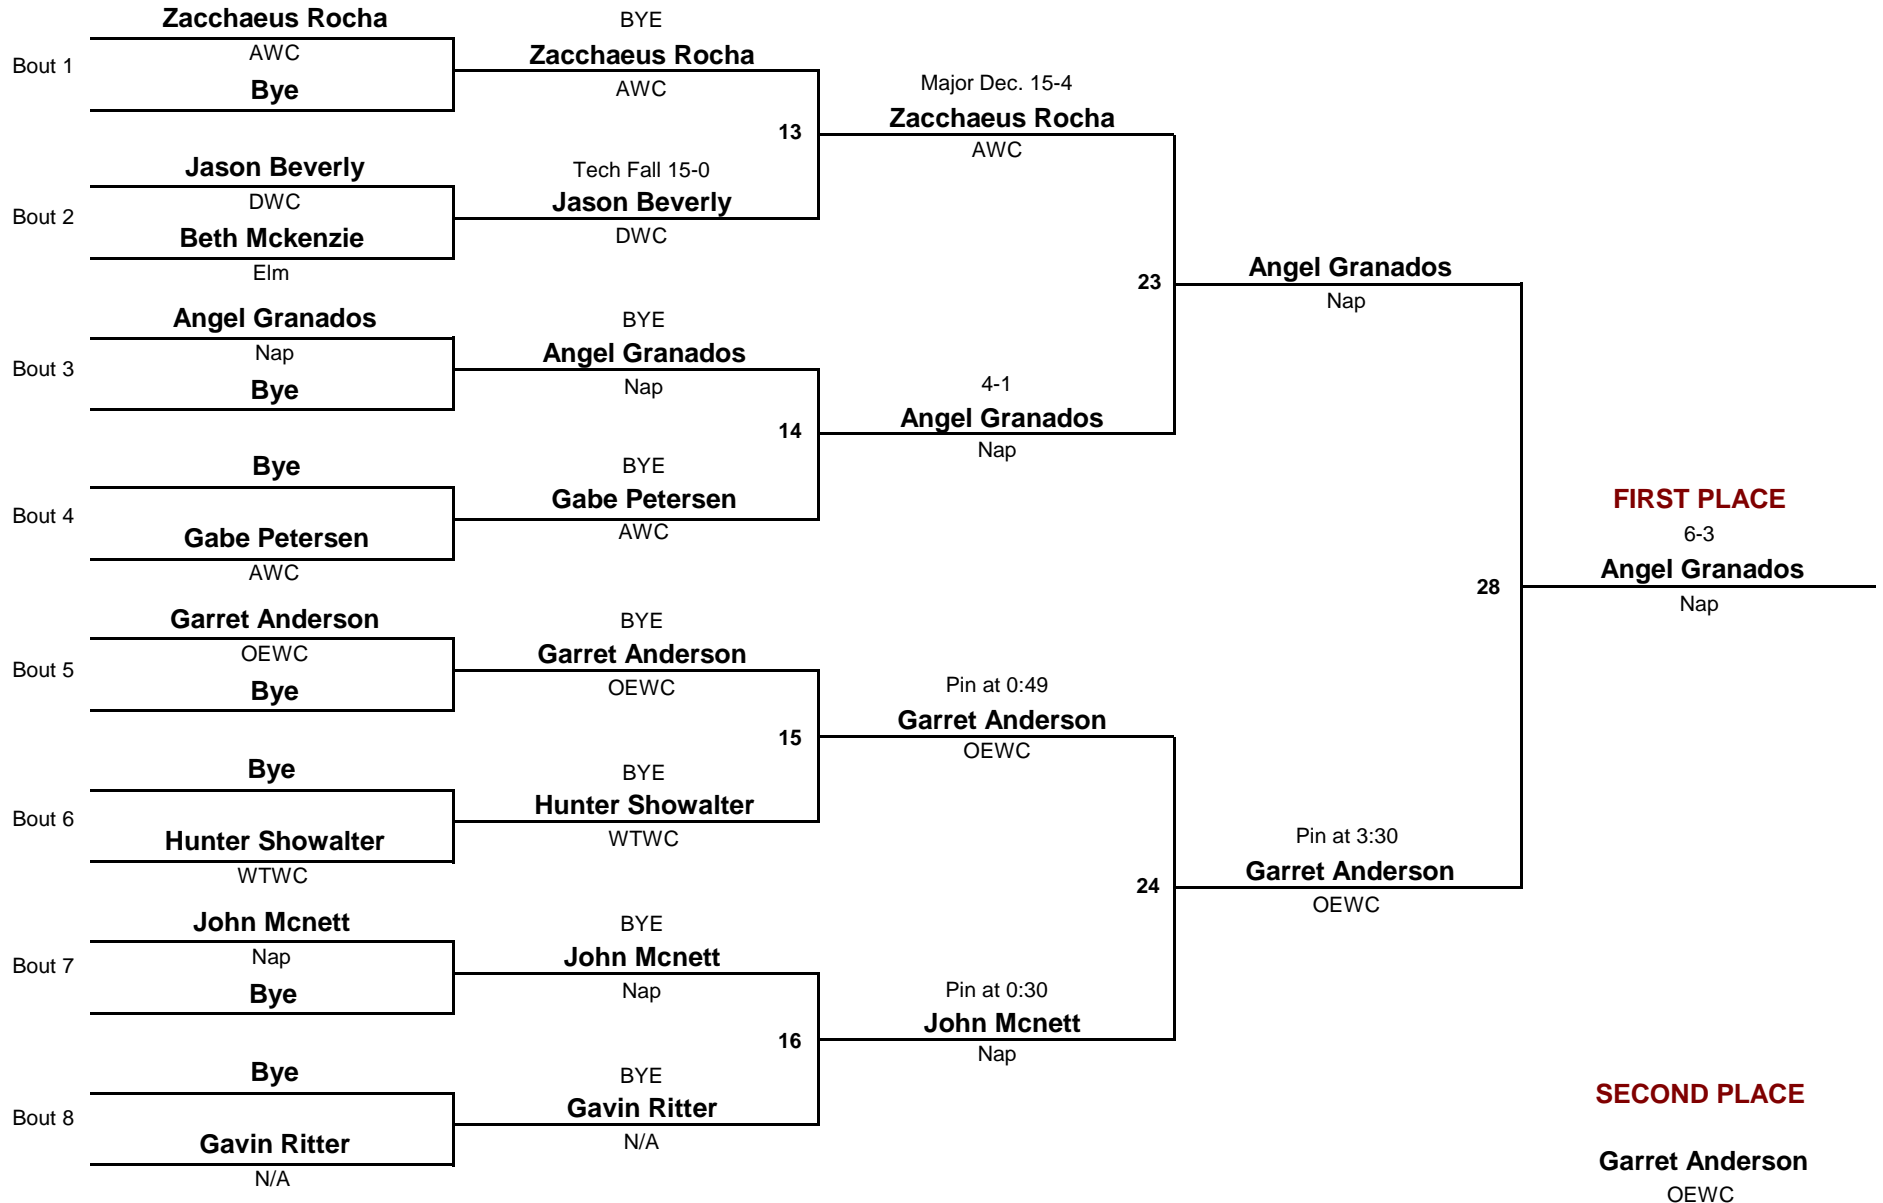 Zacchaeus Rocha
AWC
Bout 1
Bye
BYE
Zacchaeus Rocha
AWC
Jason Beverly
DWC
Bout 2
Beth Mckenzie
Elm
Tech Fall 15-0
Jason Beverly
DWC
13
Major Dec. 15-4
Zacchaeus Rocha
AWC
Angel Granados
Nap
Bout 3
Bye
BYE
Angel Granados
Nap
Bye
Bout 4
Gabe Petersen
AWC
BYE
Gabe Petersen
AWC
14
4-1
Angel Granados
Nap
23
Angel Granados
Nap
Garret Anderson
OEWC
Bout 5
Bye
BYE
Garret Anderson
OEWC
Bye
Bout 6
Hunter Showalter
WTWC
BYE
Hunter Showalter
WTWC
15
Pin at 0:49
Garret Anderson
OEWC
John Mcnett
Nap
Bout 7
Bye
BYE
John Mcnett
Nap
Bye
Bout 8
Gavin Ritter
N/A
BYE
Gavin Ritter
N/A
16
Pin at 0:30
John Mcnett
Nap
24
Pin at 3:30
Garret Anderson
OEWC
28
FIRST PLACE
6-3
Angel Granados
Nap
SECOND PLACE
Garret Anderson
OEWC